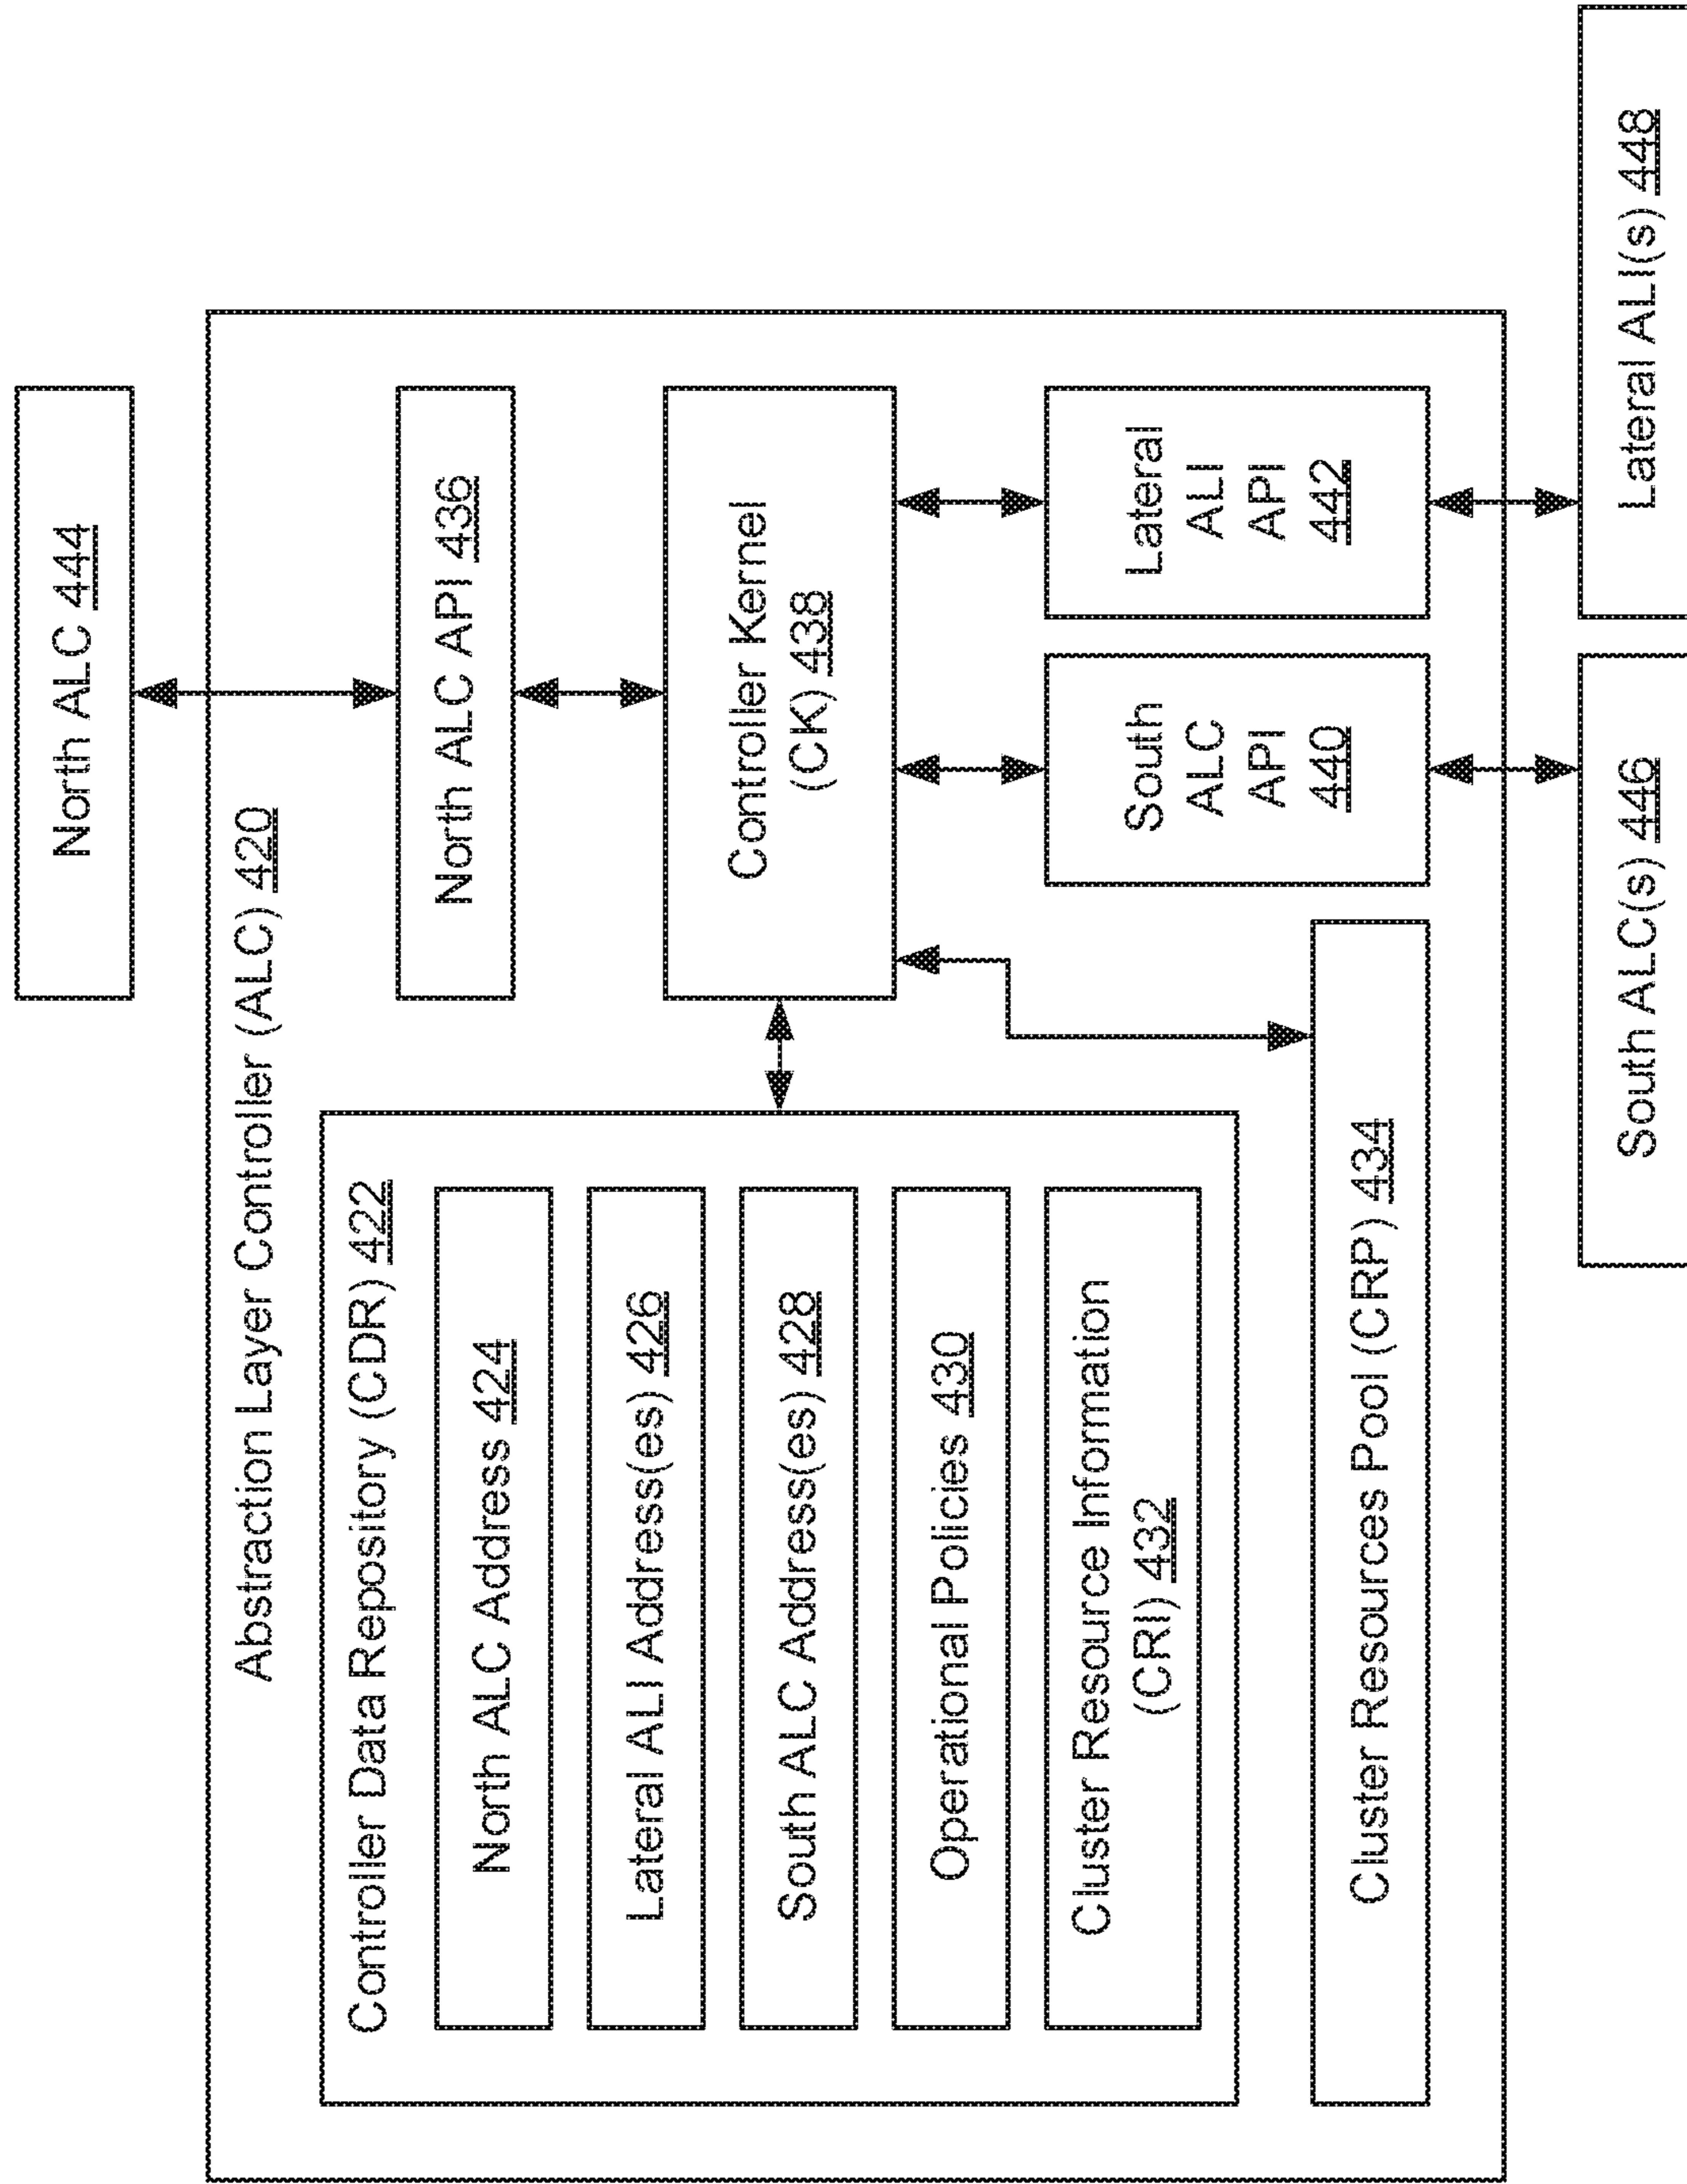 North ALC 444
Abstraction Layer Controller (ALC) 420
Controller Data Repository (CDR) 422
North ALC Address 424
Lateral ALI Address(es) 426
South ALC Address(es) 428
Operational Policies 430
Cluster Resource Information
(CRI) 432
Cluster Resources Pool (CRP) 434
North ALC API 436
Controller Kernel
(CK) 438
South
ALC
API
440
Lateral
ALI
API
442
South ALC(s) 446
Lateral ALI(s) 448